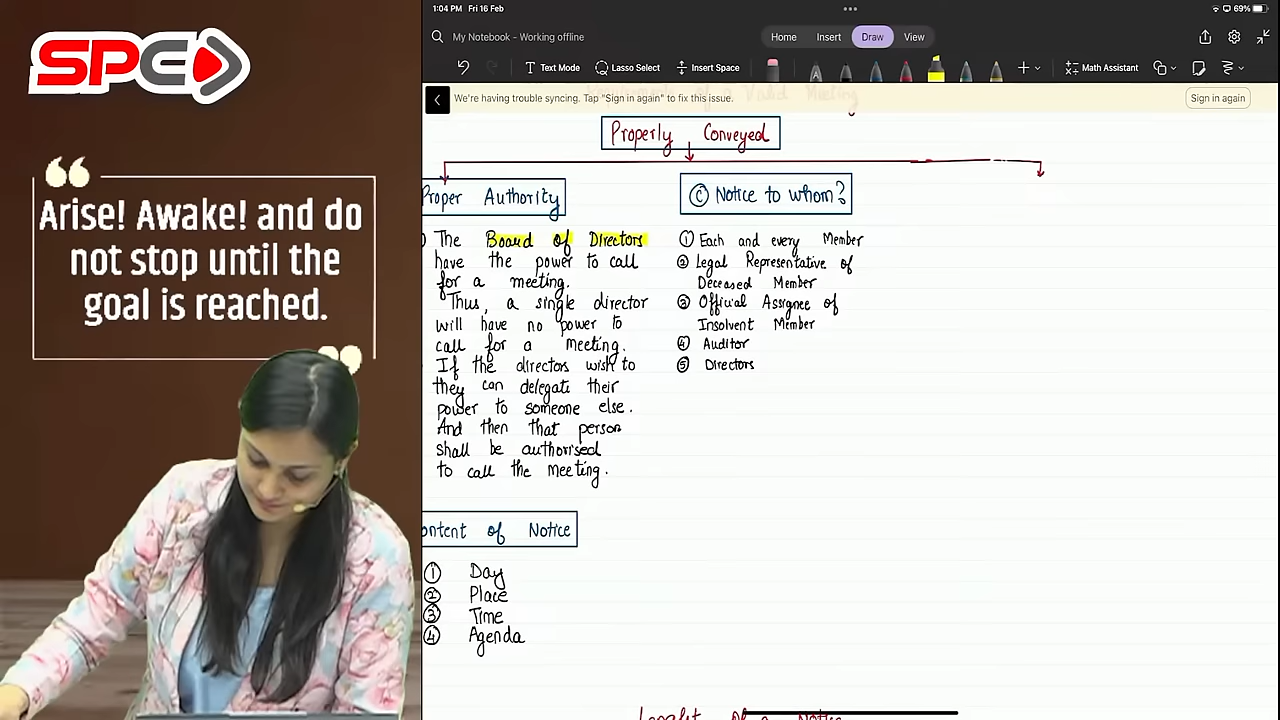 SPC
Arise! Awake! and do
not stop until the
goal is reached.
1:04 PM Fri 16 Feb
69%
My Notebook - Working offline
Home Insert Draw View
Text Mode Lasso Select Insert Space Math Assistant
of a Valid Meeting
We're having trouble syncing. Tap "Sign in again" to fix this issue.
Sign in again
Properly Conveyed
Proper Authority
The Board of Directors
have the power to call
for a meeting.
Thus, a single director
will have no power to
call for a meeting.
If the directors wish to
they can delegate their
power to someone else.
And then that person
shall be authorised
to call the meeting.
ontent of Notice
① Day
② Place
③ Time
④ Agenda
Ⓒ Notice to whom?
① Each and every Member
② Legal Representative of
Deceased Member
③ Official Assignee of
Insolvent Member
④ Auditor
⑤ Directors
of a Notice